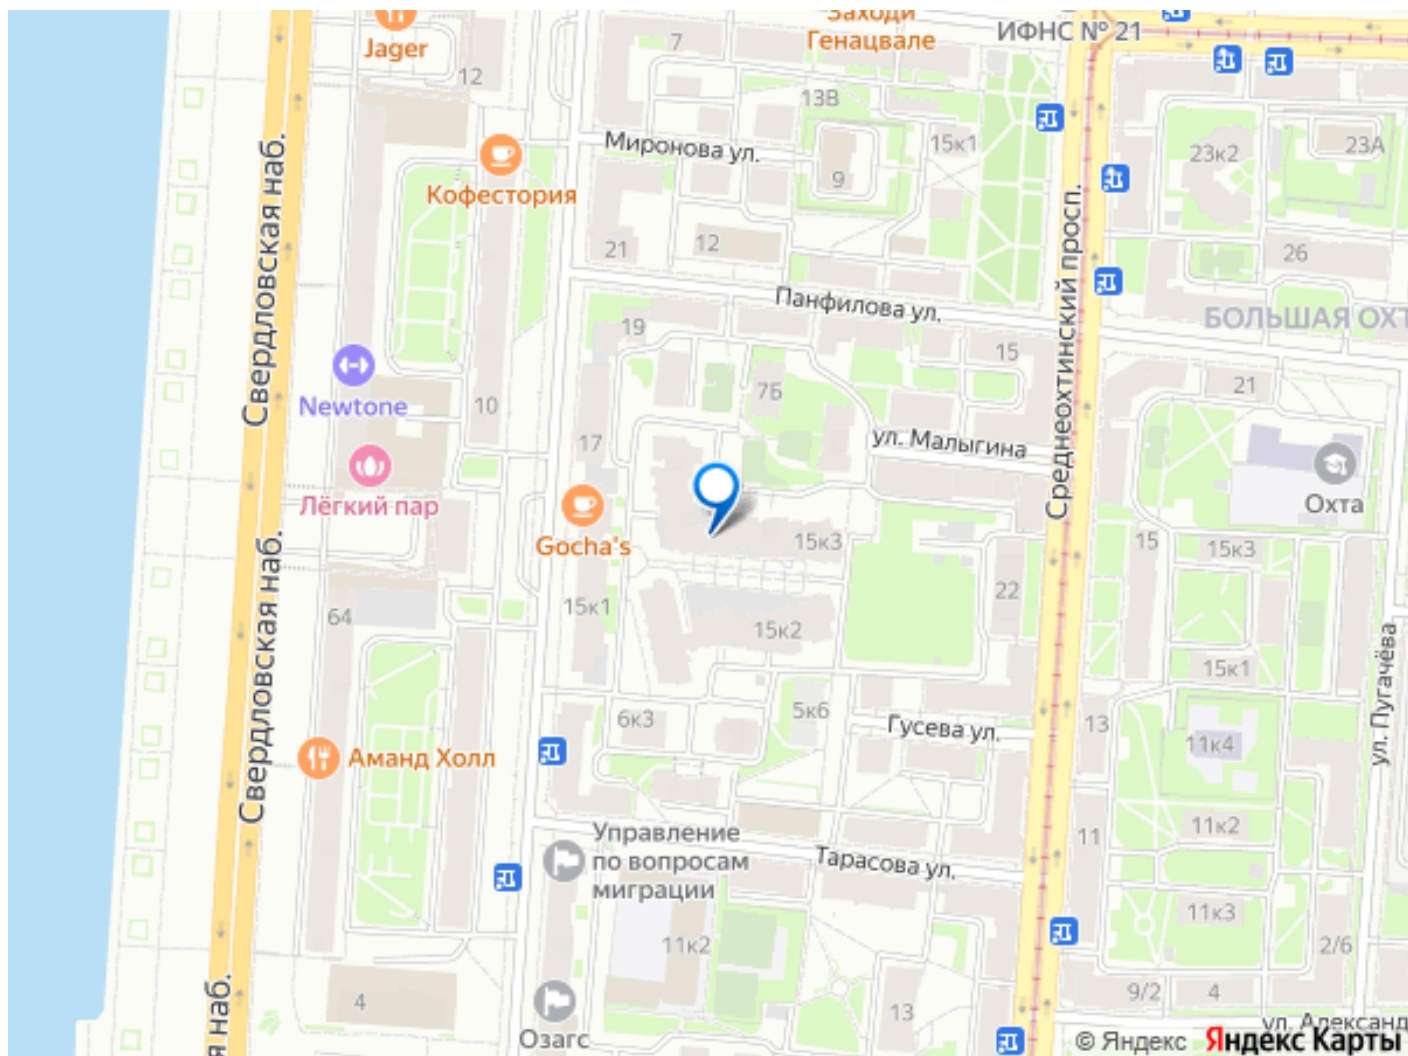 Заходи
Генацвале
ИФНС № 21
Jager
7
12
13В
Миронова ул.
15к1
23к2
23А
9
Кофестория
Свердловская наб.
21
12
26
Среднеохтинский просп.
Панфилова ул.
БОЛЬШАЯ ОХТ
19
15
21
7Б
Newtone
10
17
ул. Малыгина
Лёгкий пар
Охта
Gocha's
15к3
15
15к3
Свердловская наб.
15к1
22
64
15к2
15к1
ул. Пугачёва
6к3
5к6
Гусева ул.
13
11к4
Аманд Холл
11к2
11
Управление
по вопросам
миграции
Тарасова ул.
11к3
11к2
2/6
4
9/2
4
13
я наб.
Озагс
ул. Александ
© Яндекс Яндекс Карты